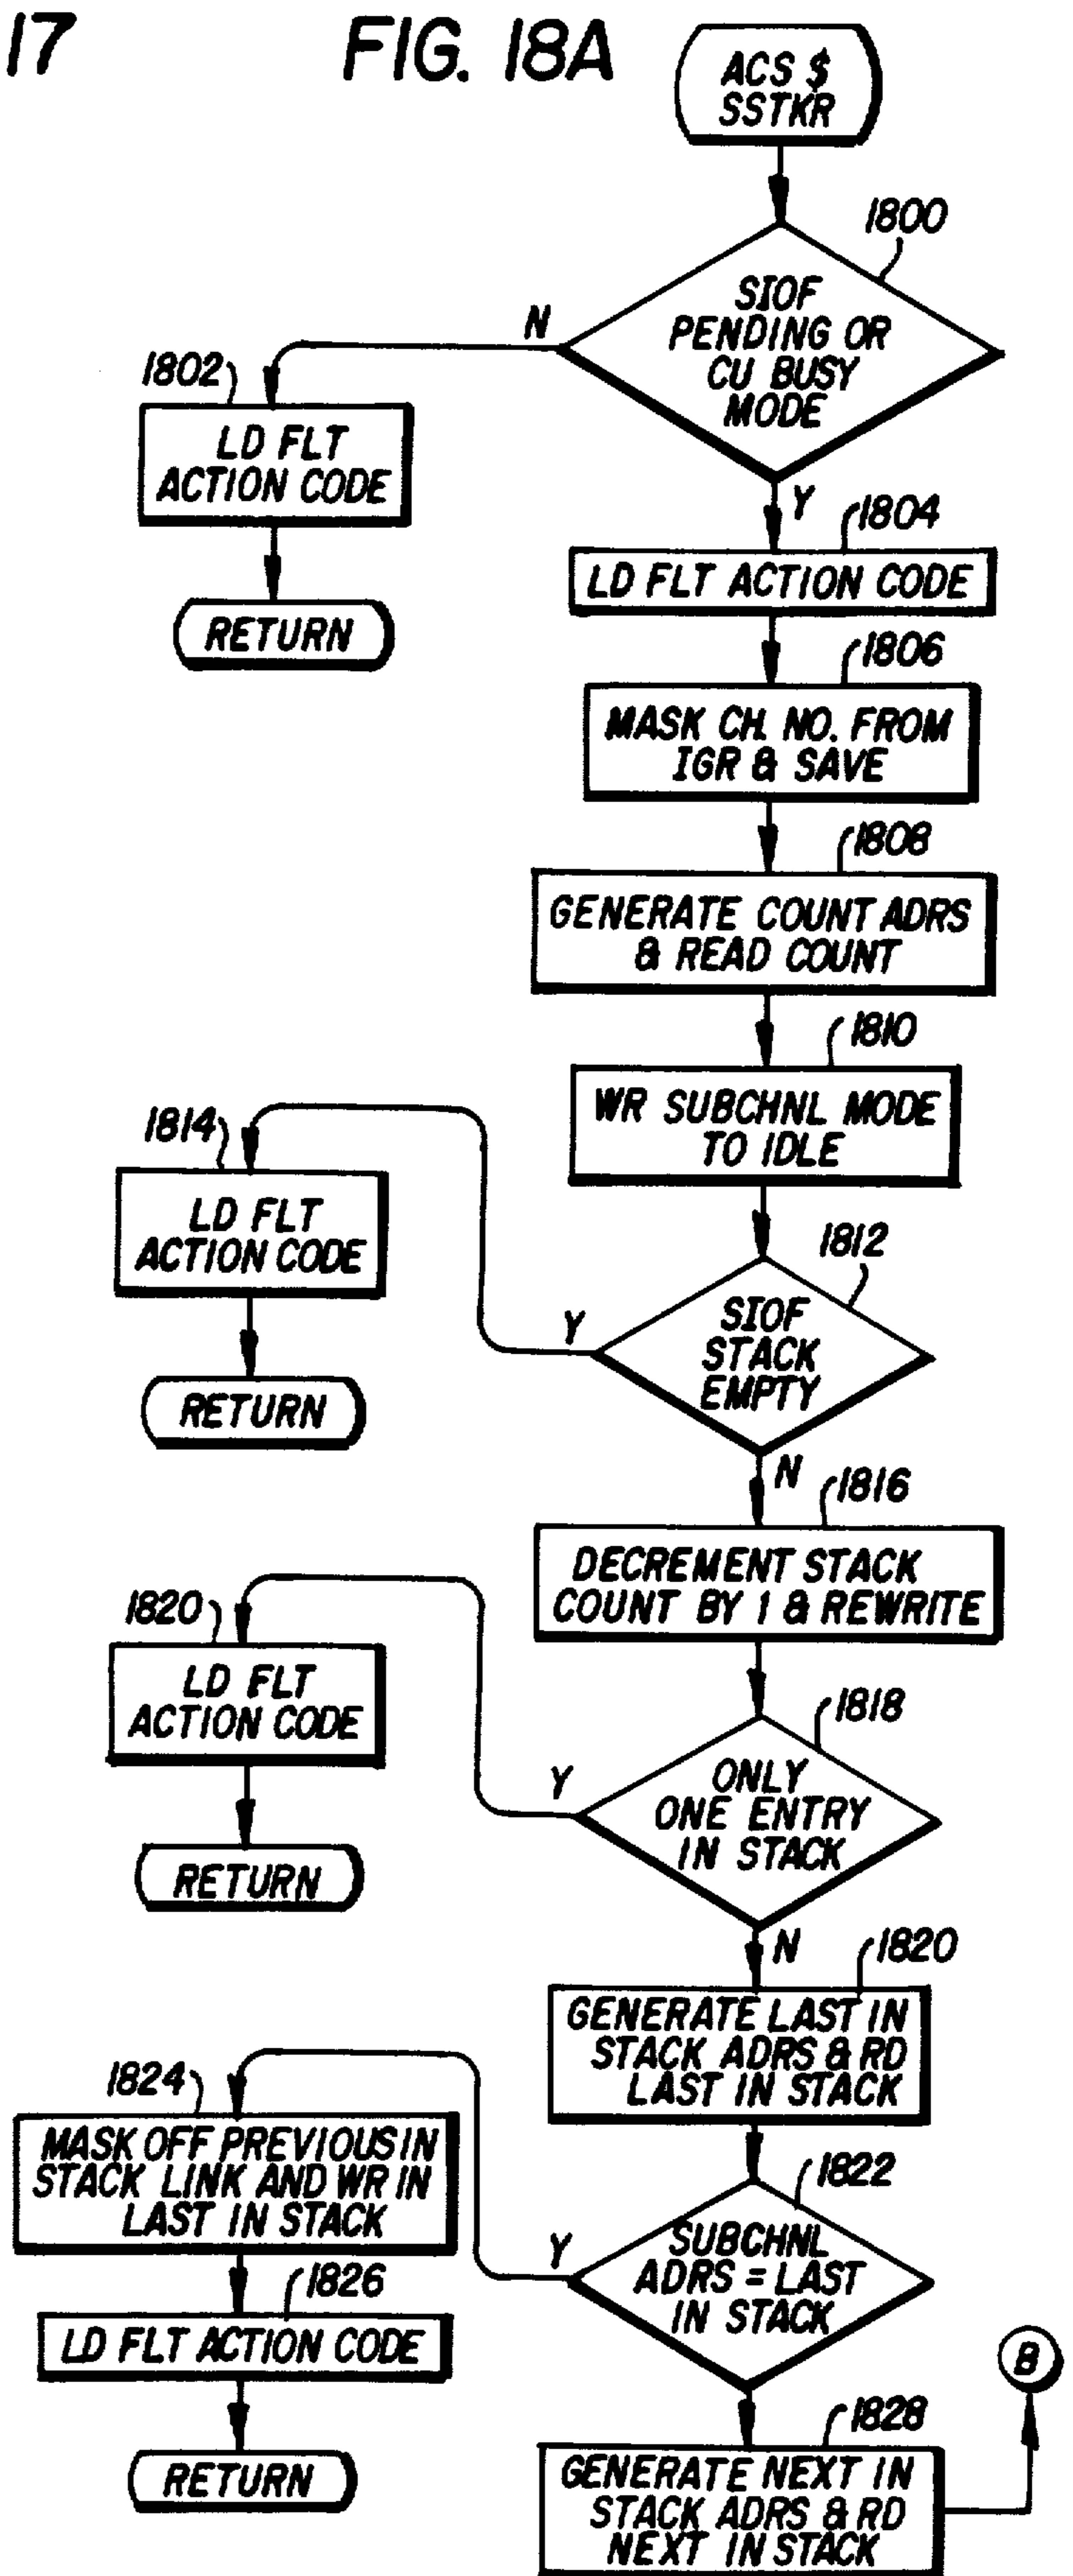 17
FIG. 18A
ACS $
SSTKR
1800
SIOF
PENDING OR
CU BUSY
MODE
N
1802
LD FLT
ACTION CODE
RETURN
Y
1804
LD FLT ACTION CODE
1806
MASK CH. NO. FROM
IGR & SAVE
1808
GENERATE COUNT ADRS
& READ COUNT
1810
WR SUBCHNL MODE
TO IDLE
1812
SIOF
STACK
EMPTY
Y
1814
LD FLT
ACTION CODE
RETURN
N
1816
DECREMENT STACK
COUNT BY 1 & REWRITE
1818
ONLY
ONE ENTRY
IN STACK
Y
1820
LD FLT
ACTION CODE
RETURN
N
1820
GENERATE LAST IN
STACK ADRS & RD
LAST IN STACK
1822
SUBCHNL
ADRS = LAST
IN STACK
Y
1824
MASK OFF PREVIOUS IN
STACK LINK AND WR IN
LAST IN STACK
1826
LD FLT ACTION CODE
RETURN
1828
GENERATE NEXT IN
STACK ADRS & RD
NEXT IN STACK
B